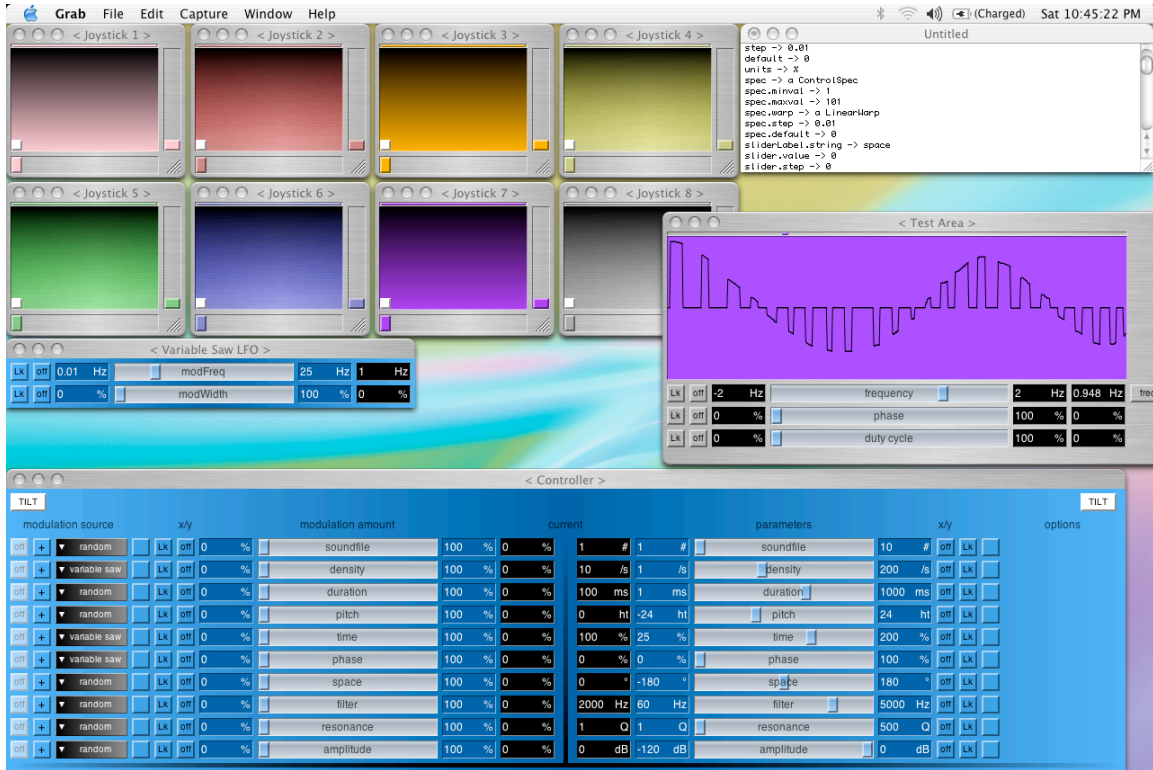 Grab File Edit Capture Window Help (Charged) Sat 10:45:22 PM
< Joystick 1 > < Joystick 2 > < Joystick 3 > < Joystick 4 > Untitled
step -> 0.01
default -> 0
units -> %
spec -> a ControlSpec
spec.minval -> 1
spec.maxval -> 101
spec.warp -> a LinearWarp
spec.step -> 0.01
spec.default -> 0
sliderLabel.string -> space
slider.value -> 0
slider.step -> 0
< Joystick 5 > < Joystick 6 > < Joystick 7 > < Joystick 8 >
< Test Area >
< Variable Saw LFO >
Lk off 0.01 Hz modFreq 25 Hz 1 Hz
Lk off 0 % modWidth 100 % 0 %
Lk off -2 Hz frequency 2 Hz 0.948 Hz
Lk off 0 % phase 100 % 0 %
Lk off 0 % duty cycle 100 % 0 %
< Controller >
TILT TILT
modulation source x/y modulation amount current parameters x/y options
off + ▼ random Lk off 0 % soundfile 100 % 0 % 1 # 1 # soundfile 10 # off Lk
off + ▼ variable saw Lk off 0 % density 100 % 0 % 10 /s 1 /s density 200 /s off Lk
off + ▼ random Lk off 0 % duration 100 % 0 % 100 ms 1 ms duration 1000 ms off Lk
off + ▼ random Lk off 0 % pitch 100 % 0 % 0 ht -24 ht pitch 24 ht off Lk
off + ▼ variable saw Lk off 0 % time 100 % 0 % 100 % 25 % time 200 % off Lk
off + ▼ variable saw Lk off 0 % phase 100 % 0 % 0 % 0 % phase 100 % off Lk
off + ▼ random Lk off 0 % space 100 % 0 % 0 ° -180 ° space 180 ° off Lk
off + ▼ random Lk off 0 % filter 100 % 0 % 2000 Hz 60 Hz filter 5000 Hz off Lk
off + ▼ random Lk off 0 % resonance 100 % 0 % 1 Q 1 Q resonance 500 Q off Lk
off + ▼ random Lk off 0 % amplitude 100 % 0 % 0 dB -120 dB amplitude 0 dB off Lk